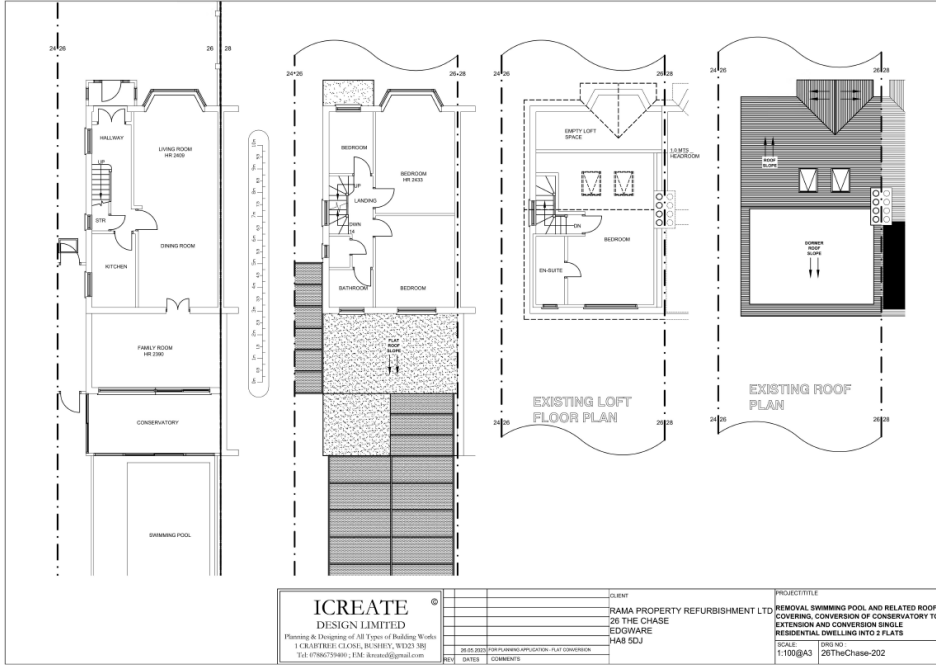 24 26
26 28
HALLWAY
UP
LIVING ROOM
HR 2409
STR
DINING ROOM
KITCHEN
FAMILY ROOM
HR 2390
CONSERVATORY
SWIMMING POOL
24 26
26 28
BEDROOM
BEDROOM
HR 2433
UP
LANDING
DWN
14
BATHROOM
BEDROOM
FLAT
ROOF
SLOPE
24 26
26 28
EMPTY LOFT
SPACE
1.5 MTS
HEADROOM
DN
BEDROOM
EN-SUITE
EXISTING LOFT
FLOOR PLAN
24 26
26 28
24 26
26 28
ROOF
SLOPE
DORMER
ROOF
SLOPE
EXISTING ROOF
PLAN
24 26
26 28
ICREATE ©
DESIGN LIMITED
Planning & Designing of All Types of Building Works
1 CRABTREE CLOSE, BUSHEY, WD23 3BJ
Tel: 07886759400 ; EM:
26-05-2023 FOR PLANNING APPLICATION - FLAT CONVERSION
REV DATES COMMENTS
CLIENT
RAMA PROPERTY REFURBISHMENT LTD
26 THE CHASE
EDGWARE
HA8 5DJ
PROJECT/TITLE
REMOVAL SWIMMING POOL AND RELATED ROOF
COVERING, CONVERSION OF CONSERVATORY TO
EXTENSION AND CONVERSION SINGLE
RESIDENTIAL DWELLING INTO 2 FLATS
SCALE:
1:100@A3
DRG NO :
26TheChase-202